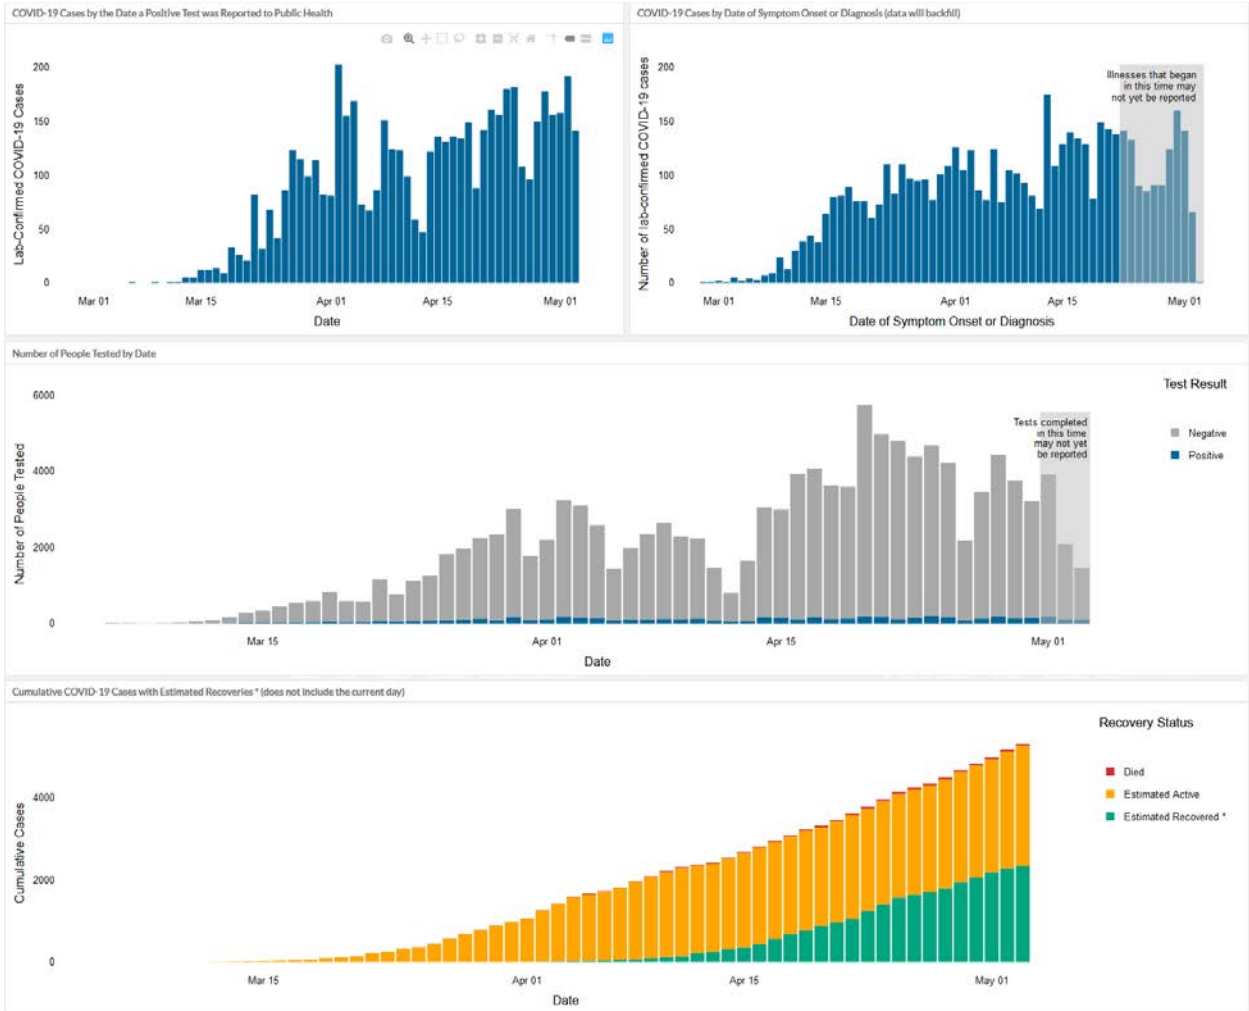 COVID-19 Cases by the Date a Positive Test was Reported to Public Health
Lab-Confirmed COVID-19 Cases
200
150
100
50
0
Mar 01 Mar 15 Apr 01 Apr 15 May 01
Date
COVID-19 Cases by Date of Symptom Onset or Diagnosis (data will backfill)
Number of lab-confirmed COVID-19 cases
200
150
100
50
0
Illnesses that began
in this time may
not yet be reported
Mar 01 Mar 15 Apr 01 Apr 15 May 01
Date of Symptom Onset or Diagnosis
Number of People Tested by Date
Number of People Tested
6000
4000
2000
0
Tests completed
in this time
may not yet
be reported
Test Result
Negative
Positive
Mar 15 Apr 01 Apr 15 May 01
Date
Cumulative COVID-19 Cases with Estimated Recoveries * (does not include the current day)
Cumulative Cases
4000
2000
0
Recovery Status
Died
Estimated Active
Estimated Recovered *
Mar 15 Apr 01 Apr 15 May 01
Date